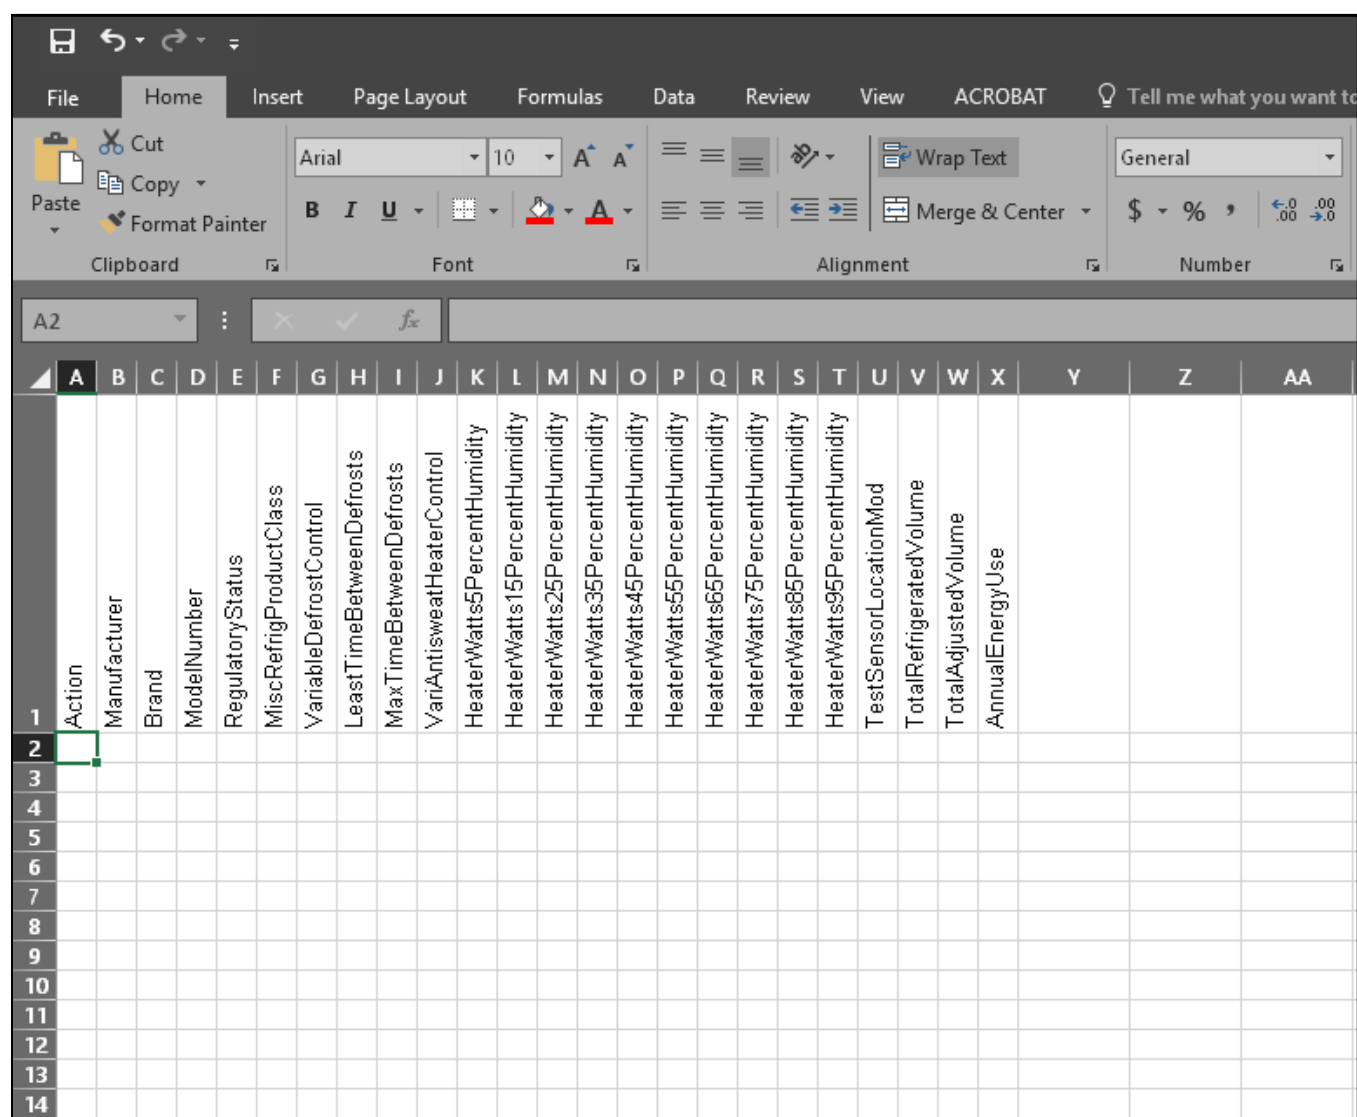 File Home Insert Page Layout Formulas Data Review View ACROBAT Tell me what you want to
Cut
Copy
Format Painter
Paste
Clipboard
Arial 10
B I U A
Font
Wrap Text
Merge & Center
Alignment
General
$ % ,
Number
A2 fx
A B C D E F G H I J K L M N O P Q R S T U V W X Y Z AA
1
Action
Manufacturer
Brand
ModelNumber
RegulatoryStatus
MiscRefrigProductClass
VariableDefrostControl
LeastTimeBetweenDefrosts
MaxTimeBetweenDefrosts
VariAntisweatHeaterControl
HeaterWatts5PercentHumidity
HeaterWatts15PercentHumidity
HeaterWatts25PercentHumidity
HeaterWatts35PercentHumidity
HeaterWatts45PercentHumidity
HeaterWatts55PercentHumidity
HeaterWatts65PercentHumidity
HeaterWatts75PercentHumidity
HeaterWatts85PercentHumidity
HeaterWatts95PercentHumidity
TestSensorLocationMod
TotalRefrigeratedVolume
TotalAdjustedVolume
AnnualEnergyUse
2
3
4
5
6
7
8
9
10
11
12
13
14